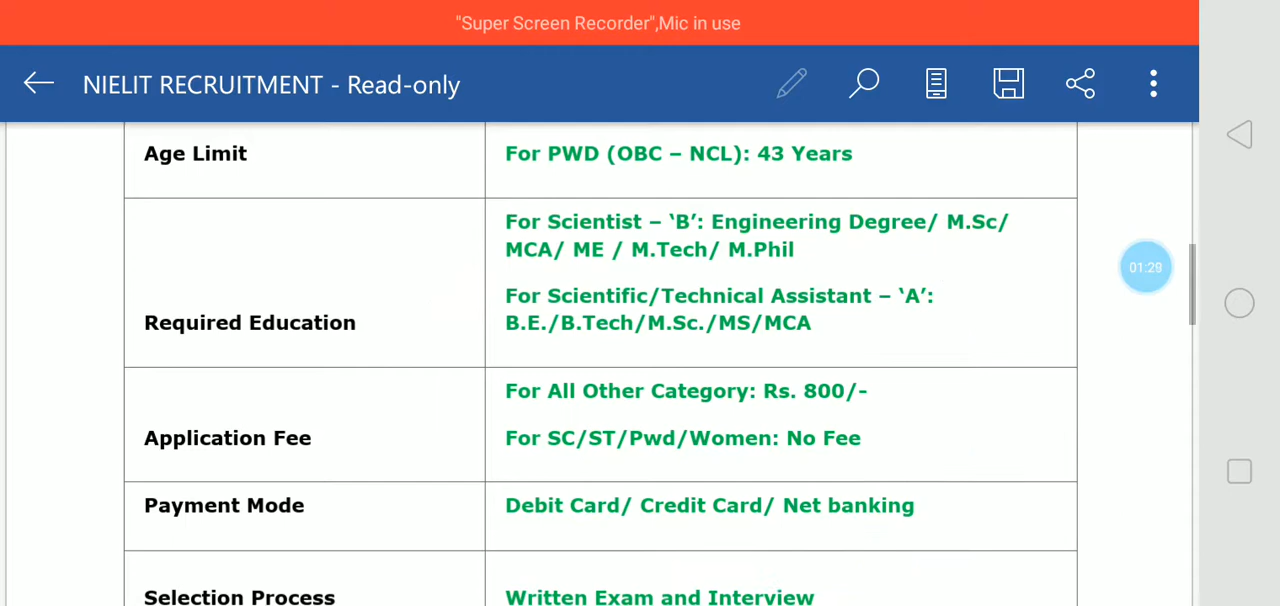 "Super Screen Recorder",Mic in use
NIELIT RECRUITMENT - Read-only
Age Limit
For PWD (OBC – NCL): 43 Years
Required Education
For Scientist – ‘B’: Engineering Degree/ M.Sc/
MCA/ ME / M.Tech/ M.Phil
For Scientific/Technical Assistant – ‘A’:
B.E./B.Tech/M.Sc./MS/MCA
01:29
Application Fee
For All Other Category: Rs. 800/-
For SC/ST/Pwd/Women: No Fee
Payment Mode
Debit Card/ Credit Card/ Net banking
Selection Process
Written Exam and Interview